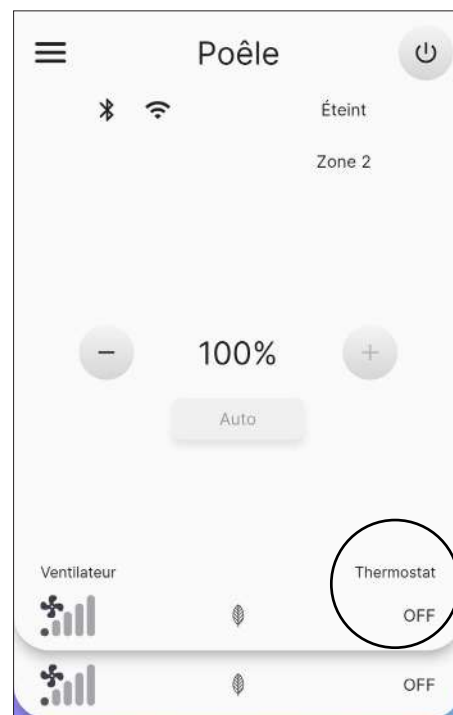 Poêle
Éteint
Zone 2
− 100% +
Auto
Ventilateur Thermostat
OFF
OFF